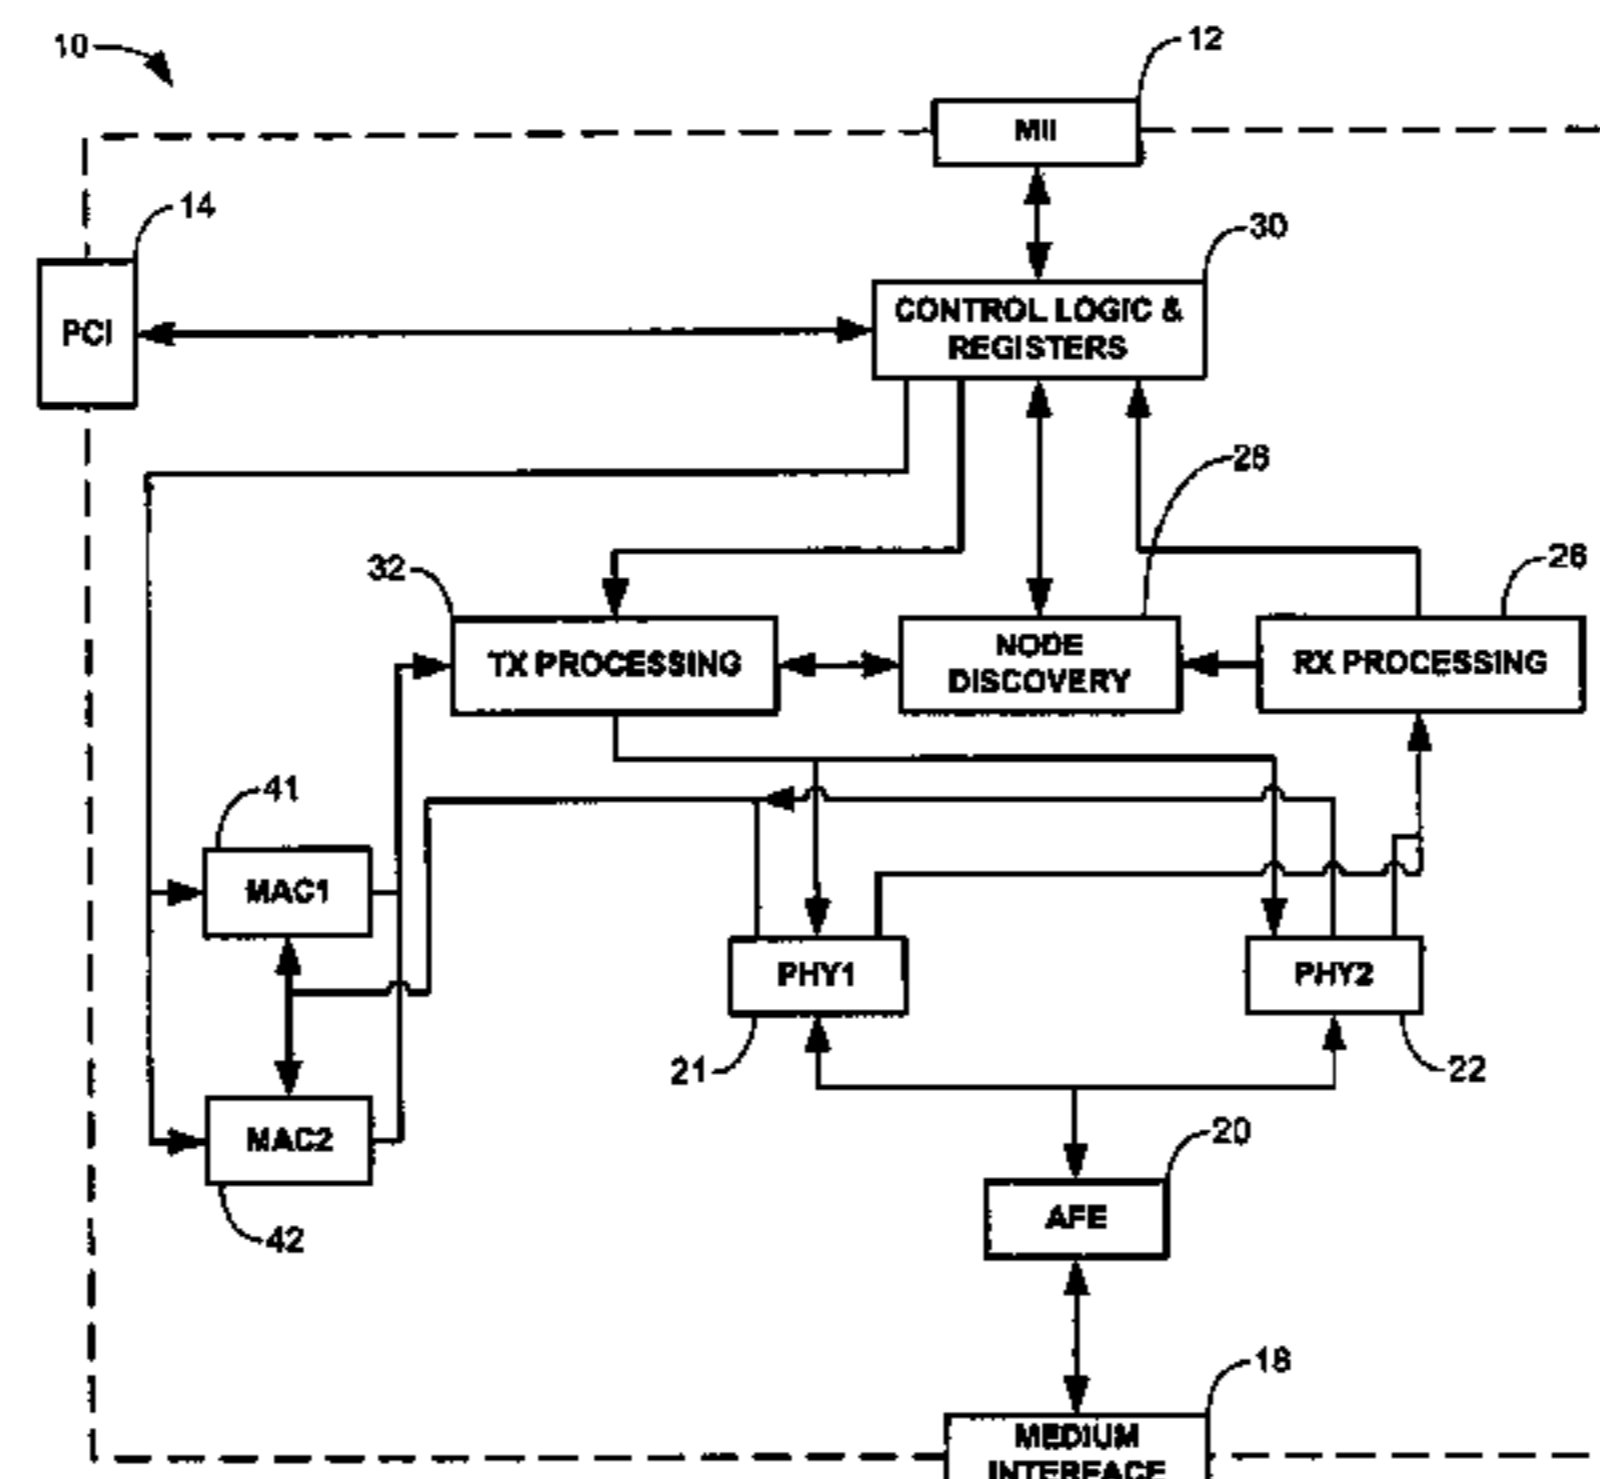 10
12
MII
14
30
PCI
CONTROL LOGIC &
REGISTERS
28
32
26
TX PROCESSING
NODE
DISCOVERY
RX PROCESSING
41
MAC1
PHY1
PHY2
21
22
MAC2
20
AFE
42
18
MEDIUM
INTERFACE